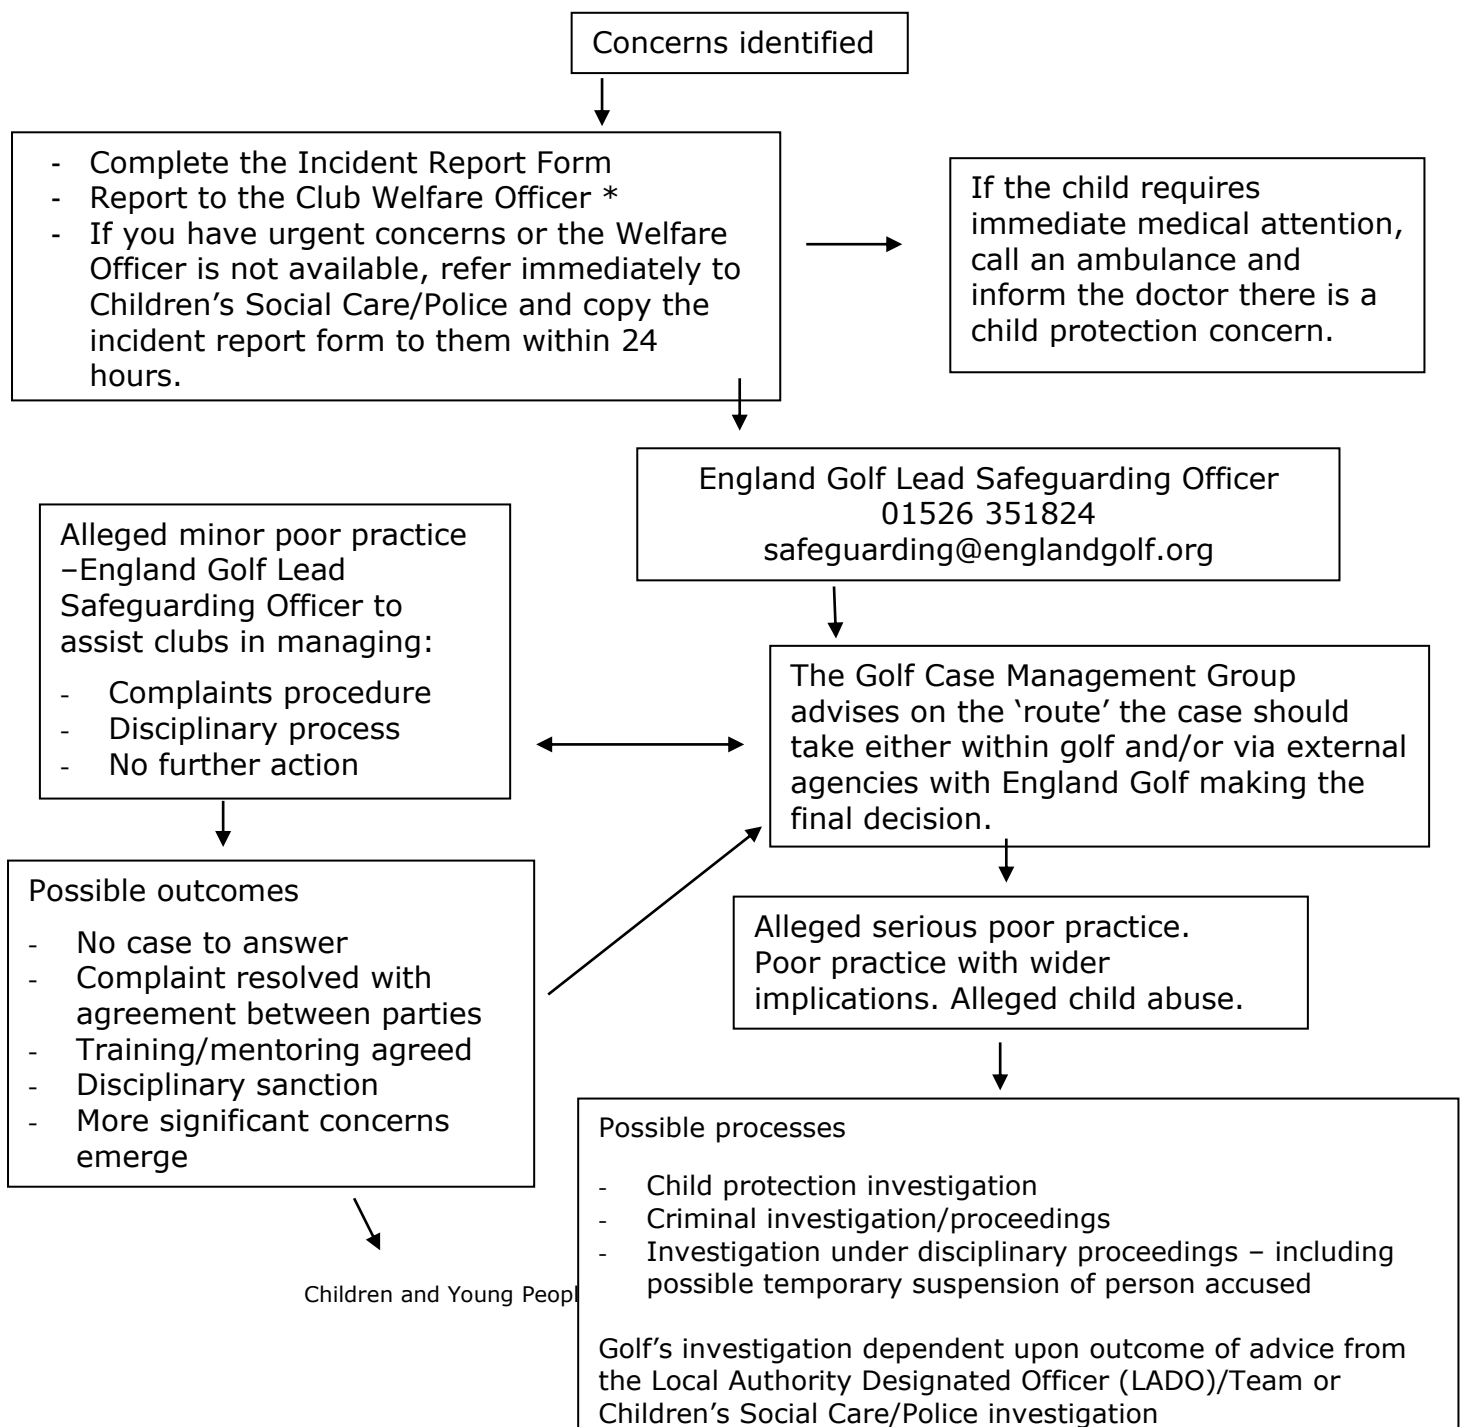 Concerns identified
- Complete the Incident Report Form
- Report to the Club Welfare Officer *
- If you have urgent concerns or the Welfare
Officer is not available, refer immediately to
Children’s Social Care/Police and copy the
incident report form to them within 24
hours.
If the child requires
immediate medical attention,
call an ambulance and
inform the doctor there is a
child protection concern.
England Golf Lead Safeguarding Officer
01526 351824
safeguarding@englandgolf.org
Alleged minor poor practice
–England Golf Lead
Safeguarding Officer to
assist clubs in managing:
- Complaints procedure
- Disciplinary process
- No further action
The Golf Case Management Group
advises on the ‘route’ the case should
take either within golf and/or via external
agencies with England Golf making the
final decision.
Possible outcomes
- No case to answer
- Complaint resolved with
agreement between parties
- Training/mentoring agreed
- Disciplinary sanction
- More significant concerns
emerge
Alleged serious poor practice.
Poor practice with wider
implications. Alleged child abuse.
Possible processes
- Child protection investigation
- Criminal investigation/proceedings
- Investigation under disciplinary proceedings – including
possible temporary suspension of person accused
Golf’s investigation dependent upon outcome of advice from
the Local Authority Designated Officer (LADO)/Team or
Children’s Social Care/Police investigation
Children and Young